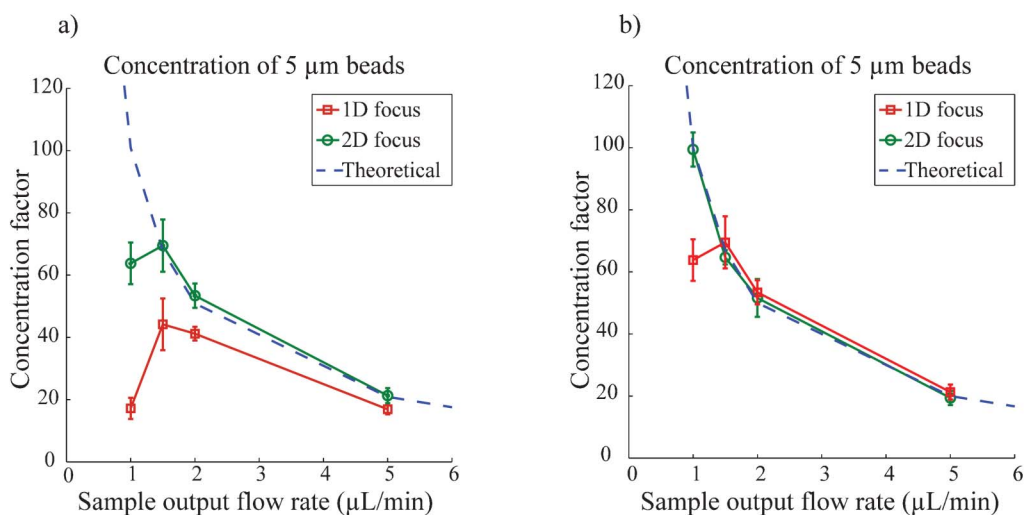 a)
Concentration of 5 µm beads
1D focus
2D focus
Theoretical
Concentration factor
120
100
80
60
40
20
0
0 1 2 3 4 5 6
Sample output flow rate (µL/min)
b)
Concentration of 5 µm beads
1D focus
2D focus
Theoretical
Concentration factor
120
100
80
60
40
20
0
0 1 2 3 4 5 6
Sample output flow rate (µL/min)